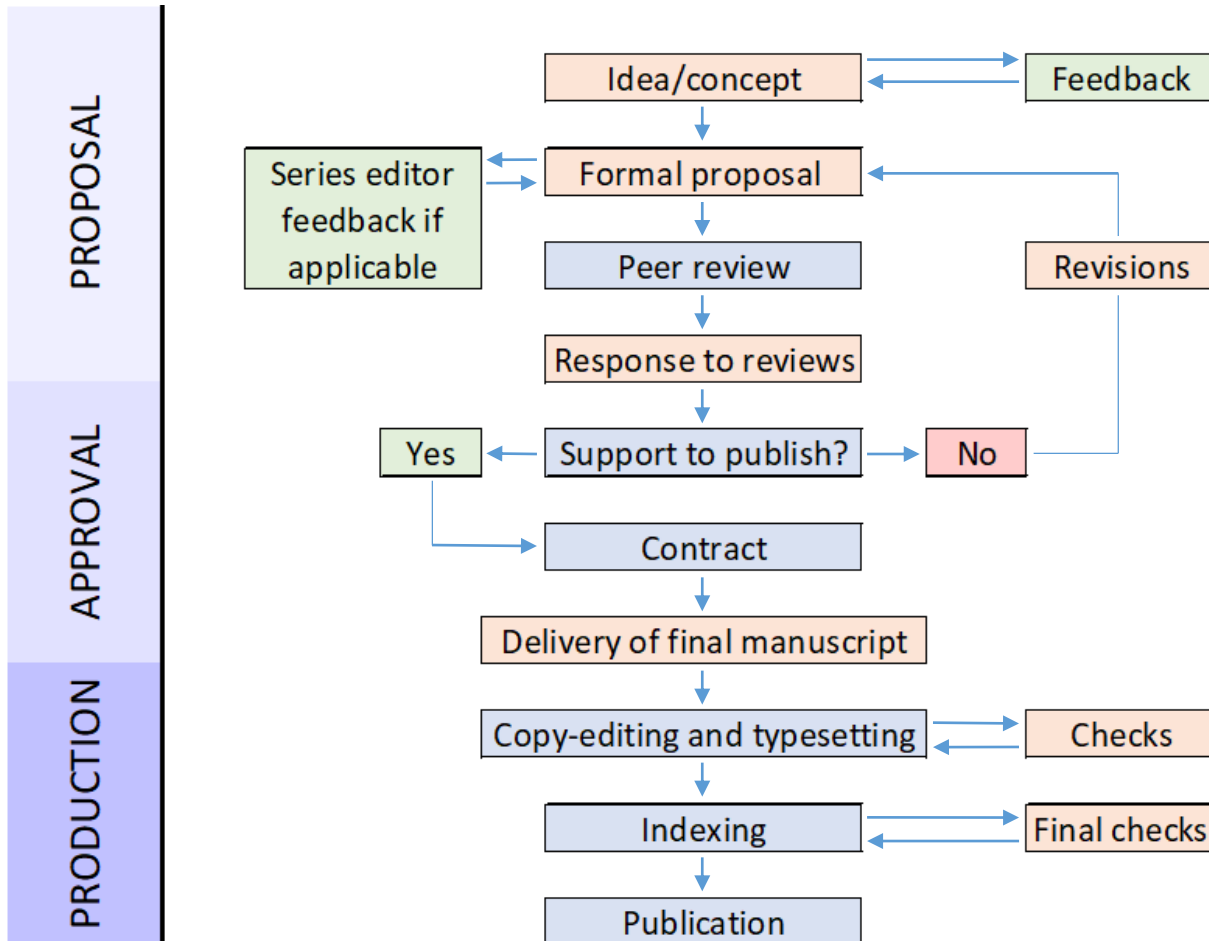 PROPOSAL
Idea/concept
Feedback
Series editor
feedback if
applicable
Formal proposal
Peer review
Revisions
Response to reviews
APPROVAL
Yes
Support to publish?
No
Contract
Delivery of final manuscript
PRODUCTION
Copy-editing and typesetting
Checks
Indexing
Final checks
Publication